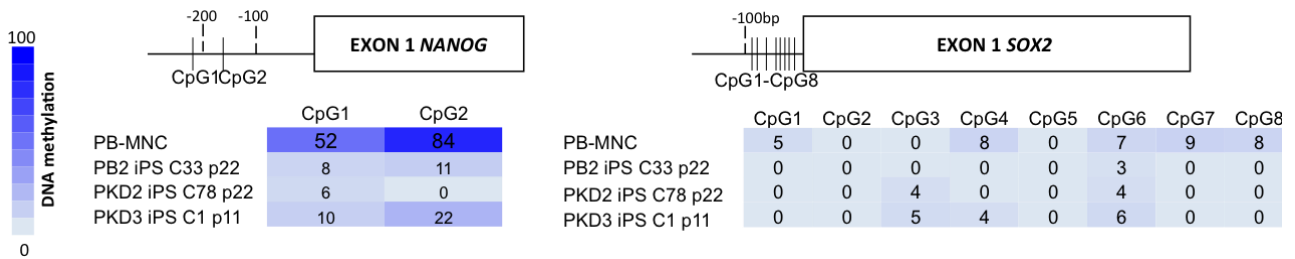 100
DNA methylation
0
-200 -100
EXON 1 NANOG
CpG1CpG2
CpG1 CpG2
PB-MNC 52 84
PB2 iPS C33 p22 8 11
PKD2 iPS C78 p22 6 0
PKD3 iPS C1 p11 10 22
-100bp
EXON 1 SOX2
CpG1-CpG8
CpG1 CpG2 CpG3 CpG4 CpG5 CpG6 CpG7 CpG8
PB-MNC 5 0 0 8 0 7 9 8
PB2 iPS C33 p22 0 0 0 0 0 3 0 0
PKD2 iPS C78 p22 0 0 4 0 0 4 0 0
PKD3 iPS C1 p11 0 0 5 4 0 6 0 0